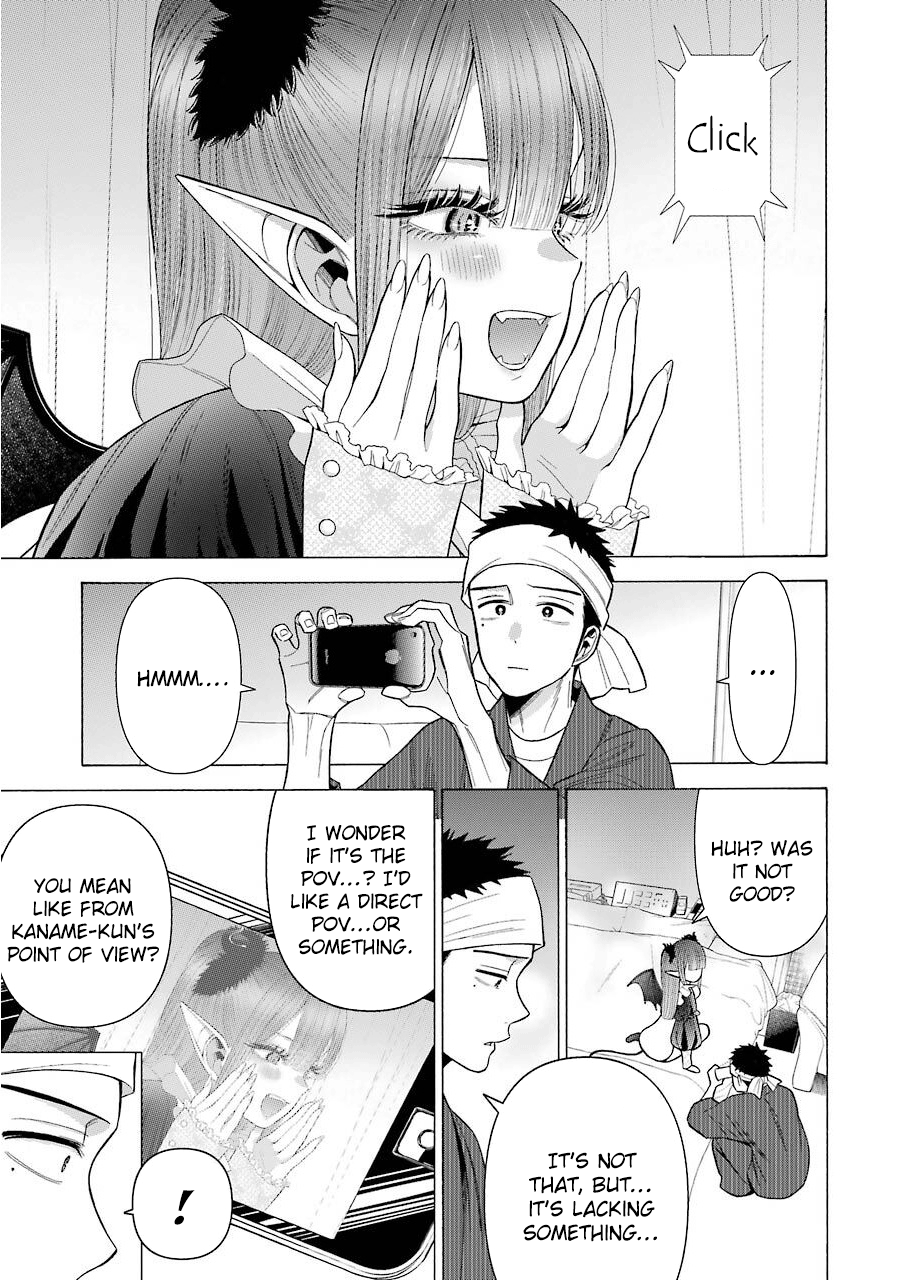 Click
...
HMMM....
HUH? WAS
IT NOT
GOOD?
IT'S NOT
THAT, BUT...
IT'S LACKING
SOMETHING...
I WONDER
IF IT'S THE
POV...? I'D
LIKE A DIRECT
POV...OR
SOMETHING.
YOU MEAN
LIKE FROM
KANAME-KUN'S
POINT OF VIEW?
!